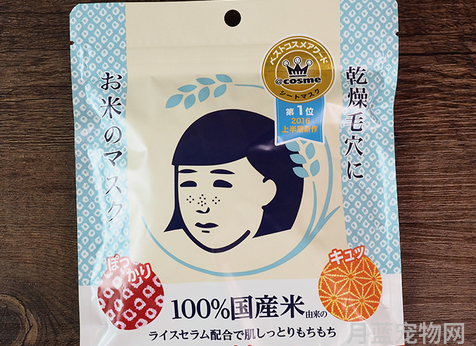 ベストコスメアワード
@cosme
シートマスク
第1位
2016
上半期新作
乾燥毛穴に
お米のマスク
ぽっかり
キュッ
100%国産米由来の
ライスセラム配合で肌しっとりもちもち
月蓝宠物网